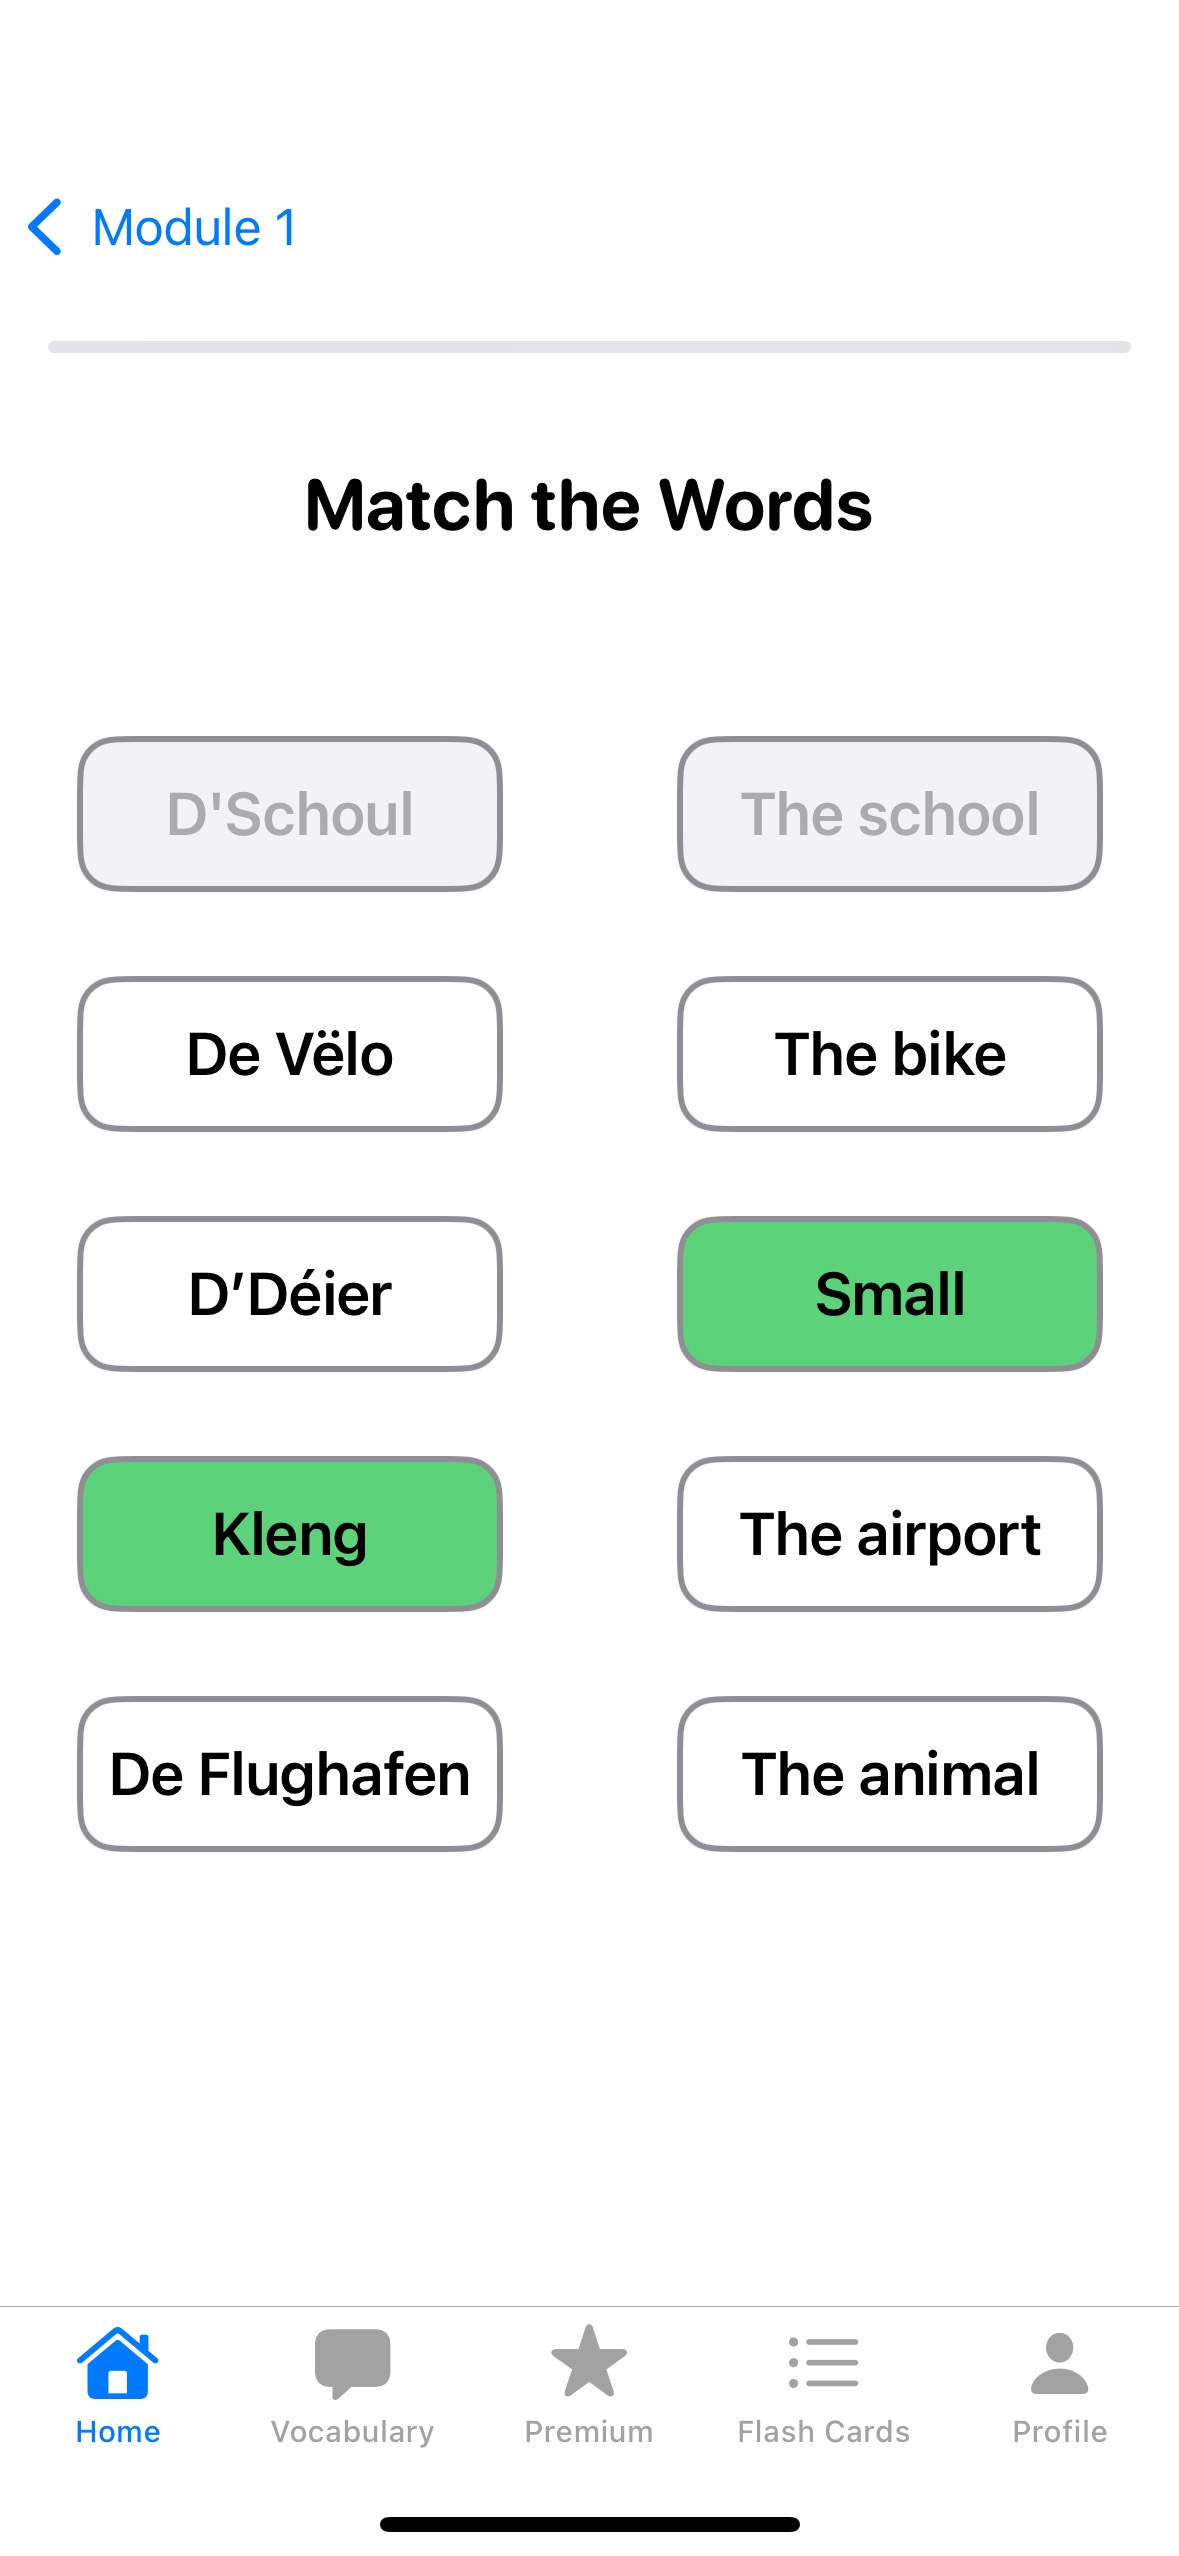 Module 1
Match the Words
D'Schoul
The school
De Vëlo
The bike
D’Déier
Small
Kleng
The airport
De Flughafen
The animal
Home
Vocabulary
Premium
Flash Cards
Profile